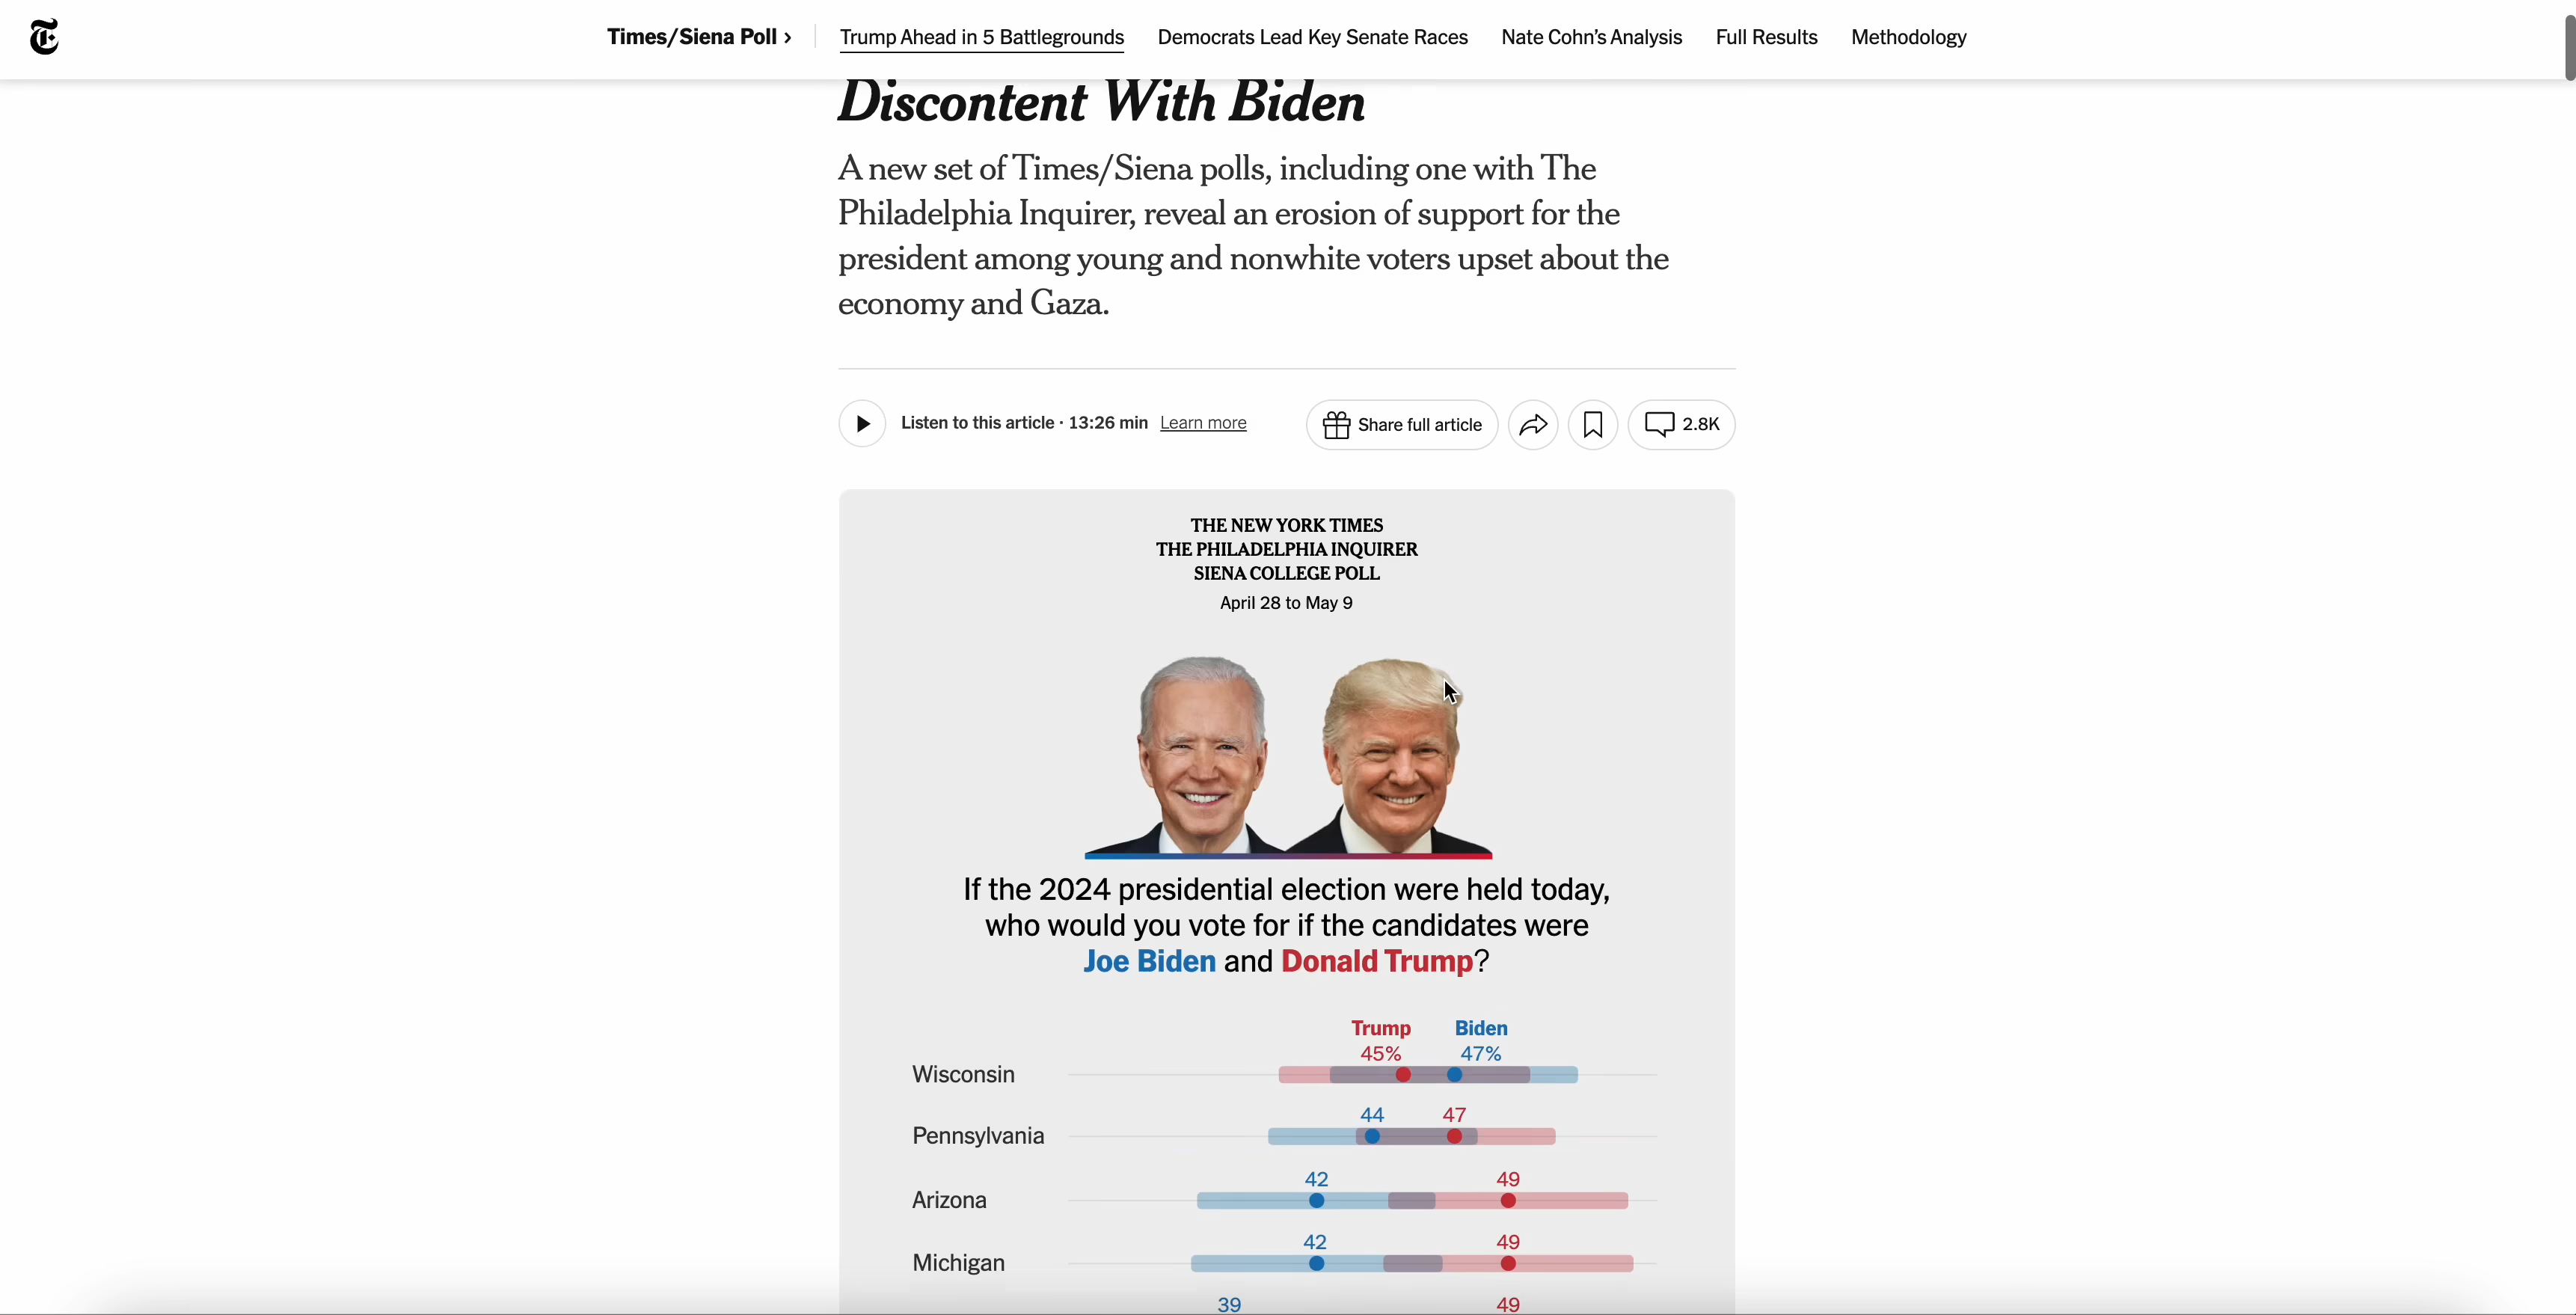 Times/Siena Poll › Trump Ahead in 5 Battlegrounds Democrats Lead Key Senate Races Nate Cohn's Analysis Full Results Methodology
Discontent With Biden
A new set of Times/Siena polls, including one with The
Philadelphia Inquirer, reveal an erosion of support for the
president among young and nonwhite voters upset about the
economy and Gaza.
Listen to this article · 13:26 min Learn more Share full article 2.8K
THE NEW YORK TIMES
THE PHILADELPHIA INQUIRER
SIENA COLLEGE POLL
April 28 to May 9
If the 2024 presidential election were held today,
who would you vote for if the candidates were
Joe Biden and Donald Trump?
Trump Biden
45% 47%
Wisconsin
44 47
Pennsylvania
42 49
Arizona
42 49
Michigan
39 49